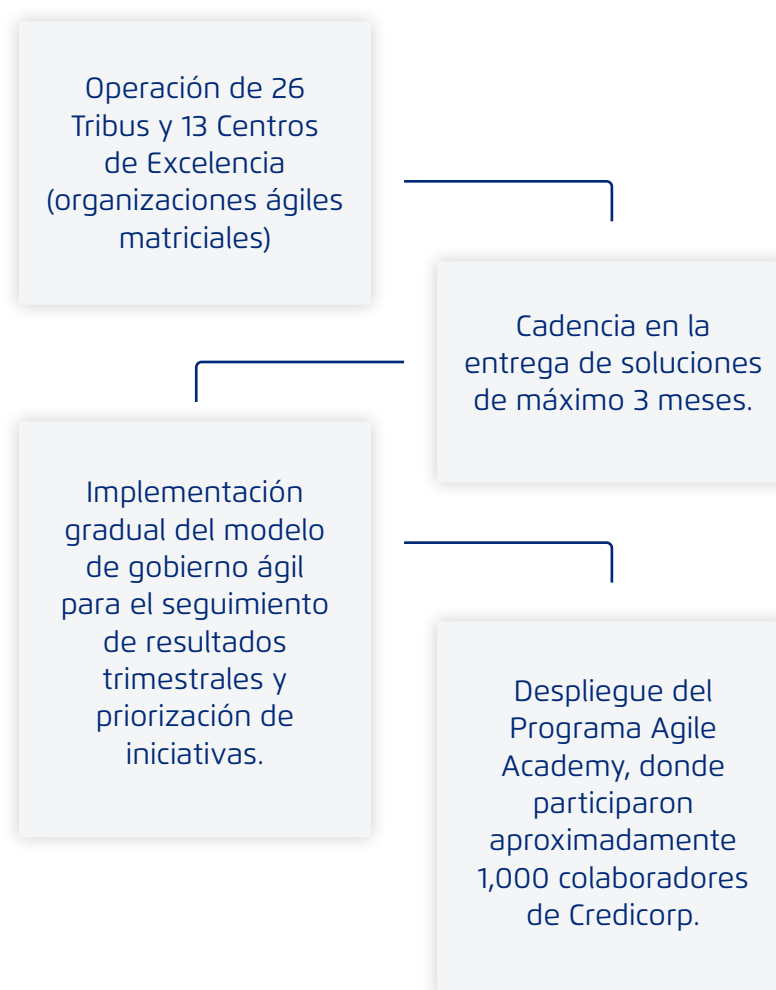 Operación de 26
Tribus y 13 Centros
de Excelencia
(organizaciones ágiles
matriciales)
Cadencia en la
entrega de soluciones
de máximo 3 meses.
Implementación
gradual del modelo
de gobierno ágil
para el seguimiento
de resultados
trimestrales y
priorización de
iniciativas.
Despliegue del
Programa Agile
Academy, donde
participaron
aproximadamente
1,000 colaboradores
de Credicorp.